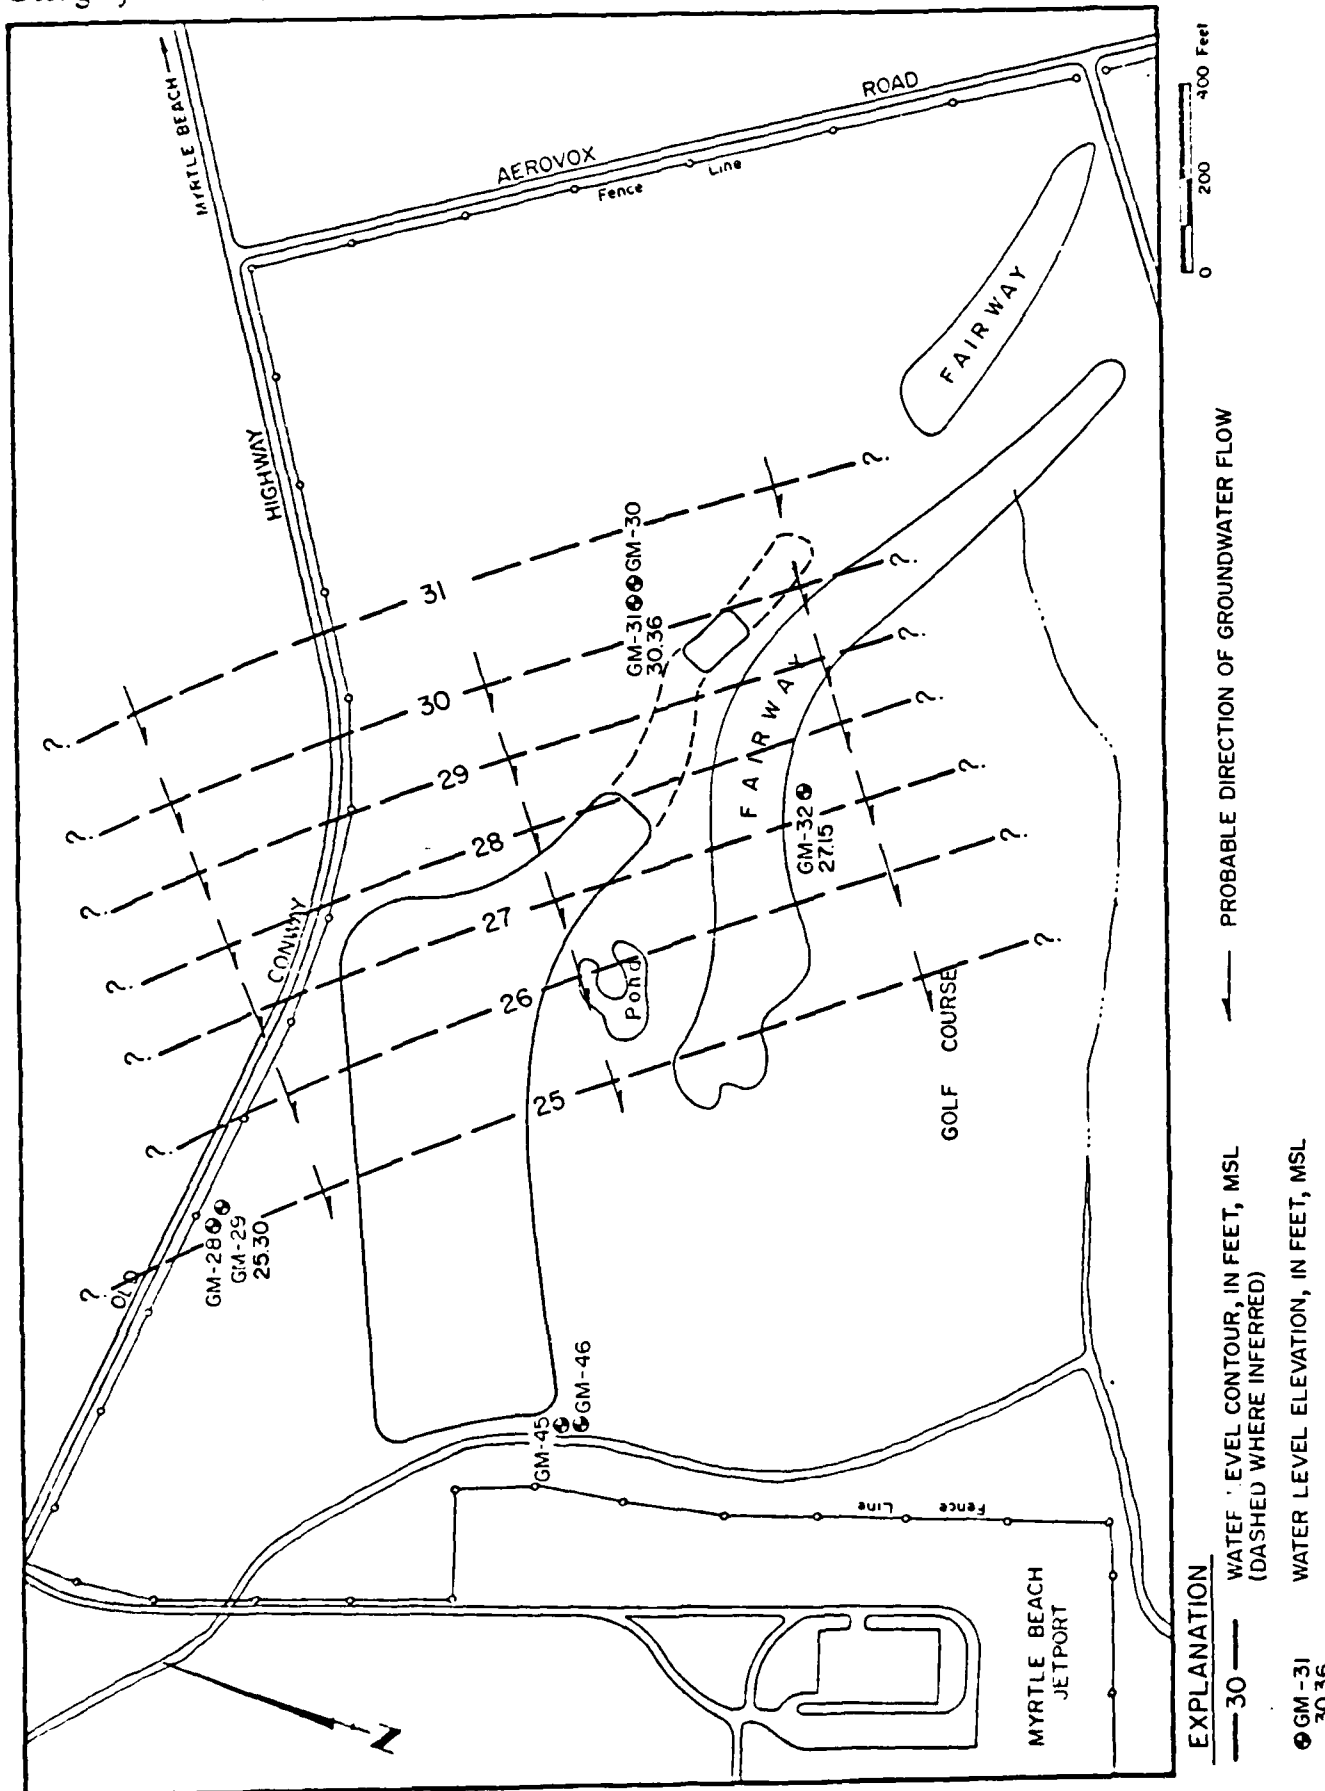 MYRTLE BEACH
AEROVOX
ROAD
Fence
Line
HIGHWAY
CONWAY
OLD
FAIRWAY
FAIRWAY
31
30
29
28
27
26
25
?
?
?
?
?
?
?
?
?
?
?
?
?
?
GM-31
30.36
GM-30
GM-32
27.15
GM-28
GM-29
25.30
GM-45
GM-46
Pond
GOLF COURSE
Fence
Line
MYRTLE BEACH
JETPORT
N
0 200 400 Feet
EXPLANATION
30 WATER LEVEL CONTOUR, IN FEET, MSL
(DASHED WHERE INFERRED)
GM-31
30.36
WATER LEVEL ELEVATION, IN FEET, MSL
PROBABLE DIRECTION OF GROUNDWATER FLOW